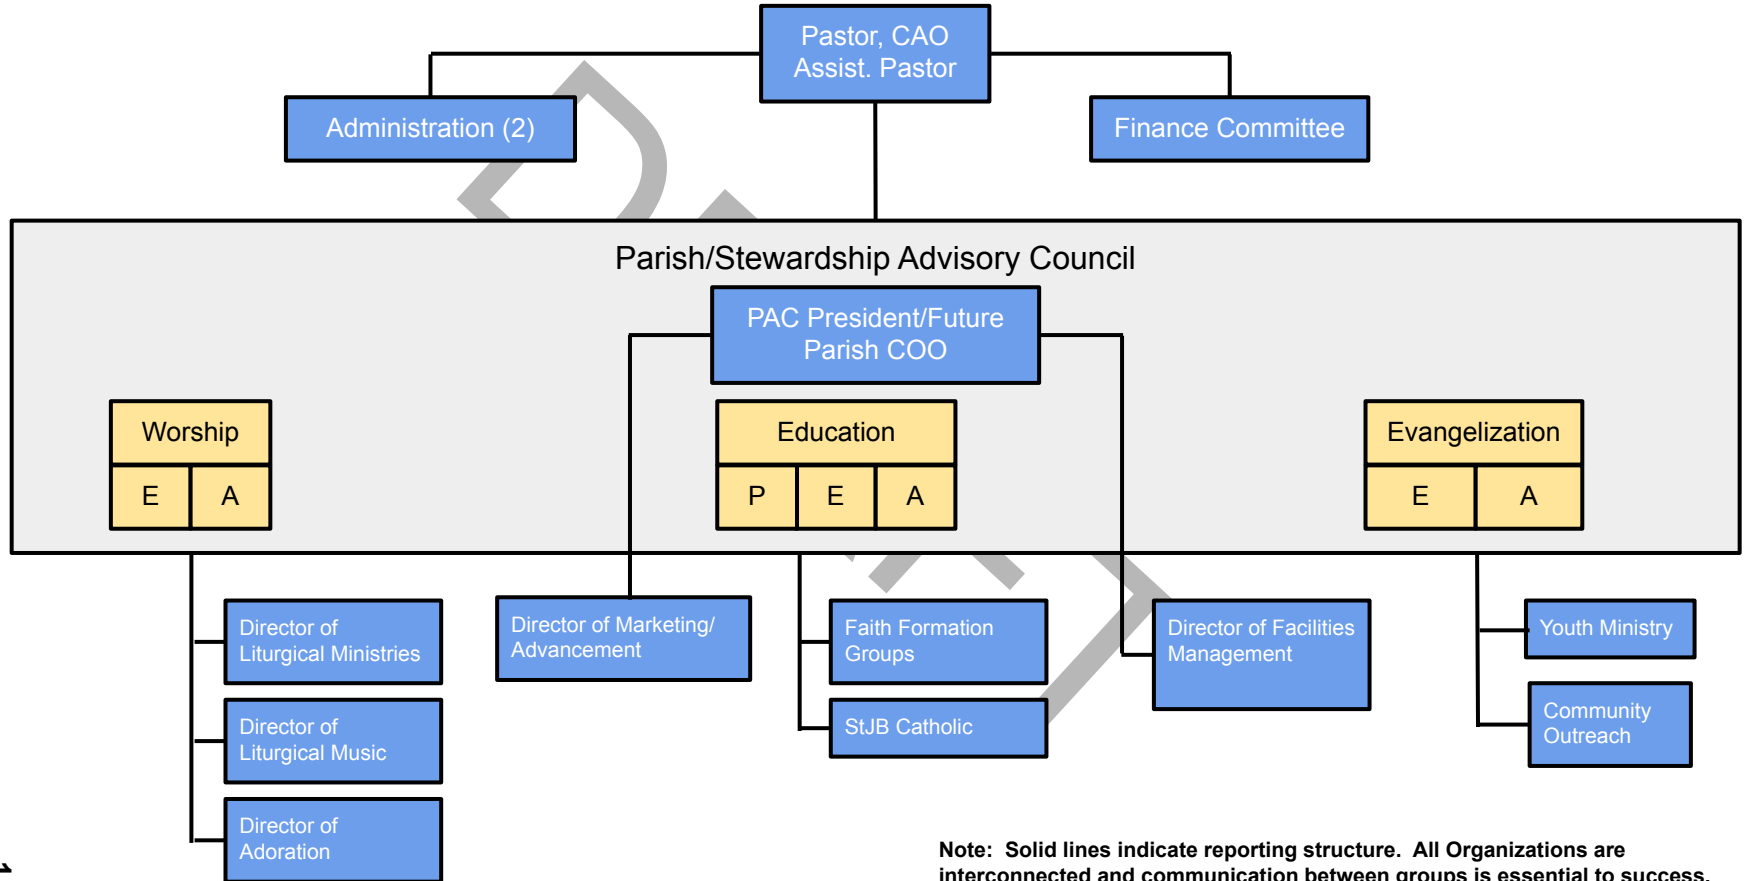 Pastor, CAO
Assist. Pastor
Administration (2)
Finance Committee
Parish/Stewardship Advisory Council
PAC President/Future
Parish COO
Worship
E A
Education
P E A
Evangelization
E A
Director of
Liturgical Ministries
Director of Marketing/
Advancement
Faith Formation
Groups
Director of Facilities
Management
Youth Ministry
Director of
Liturgical Music
StJB Catholic
Community
Outreach
Director of
Adoration
Note: Solid lines indicate reporting structure. All Organizations are
interconnected and communication between groups is essential to success.
1